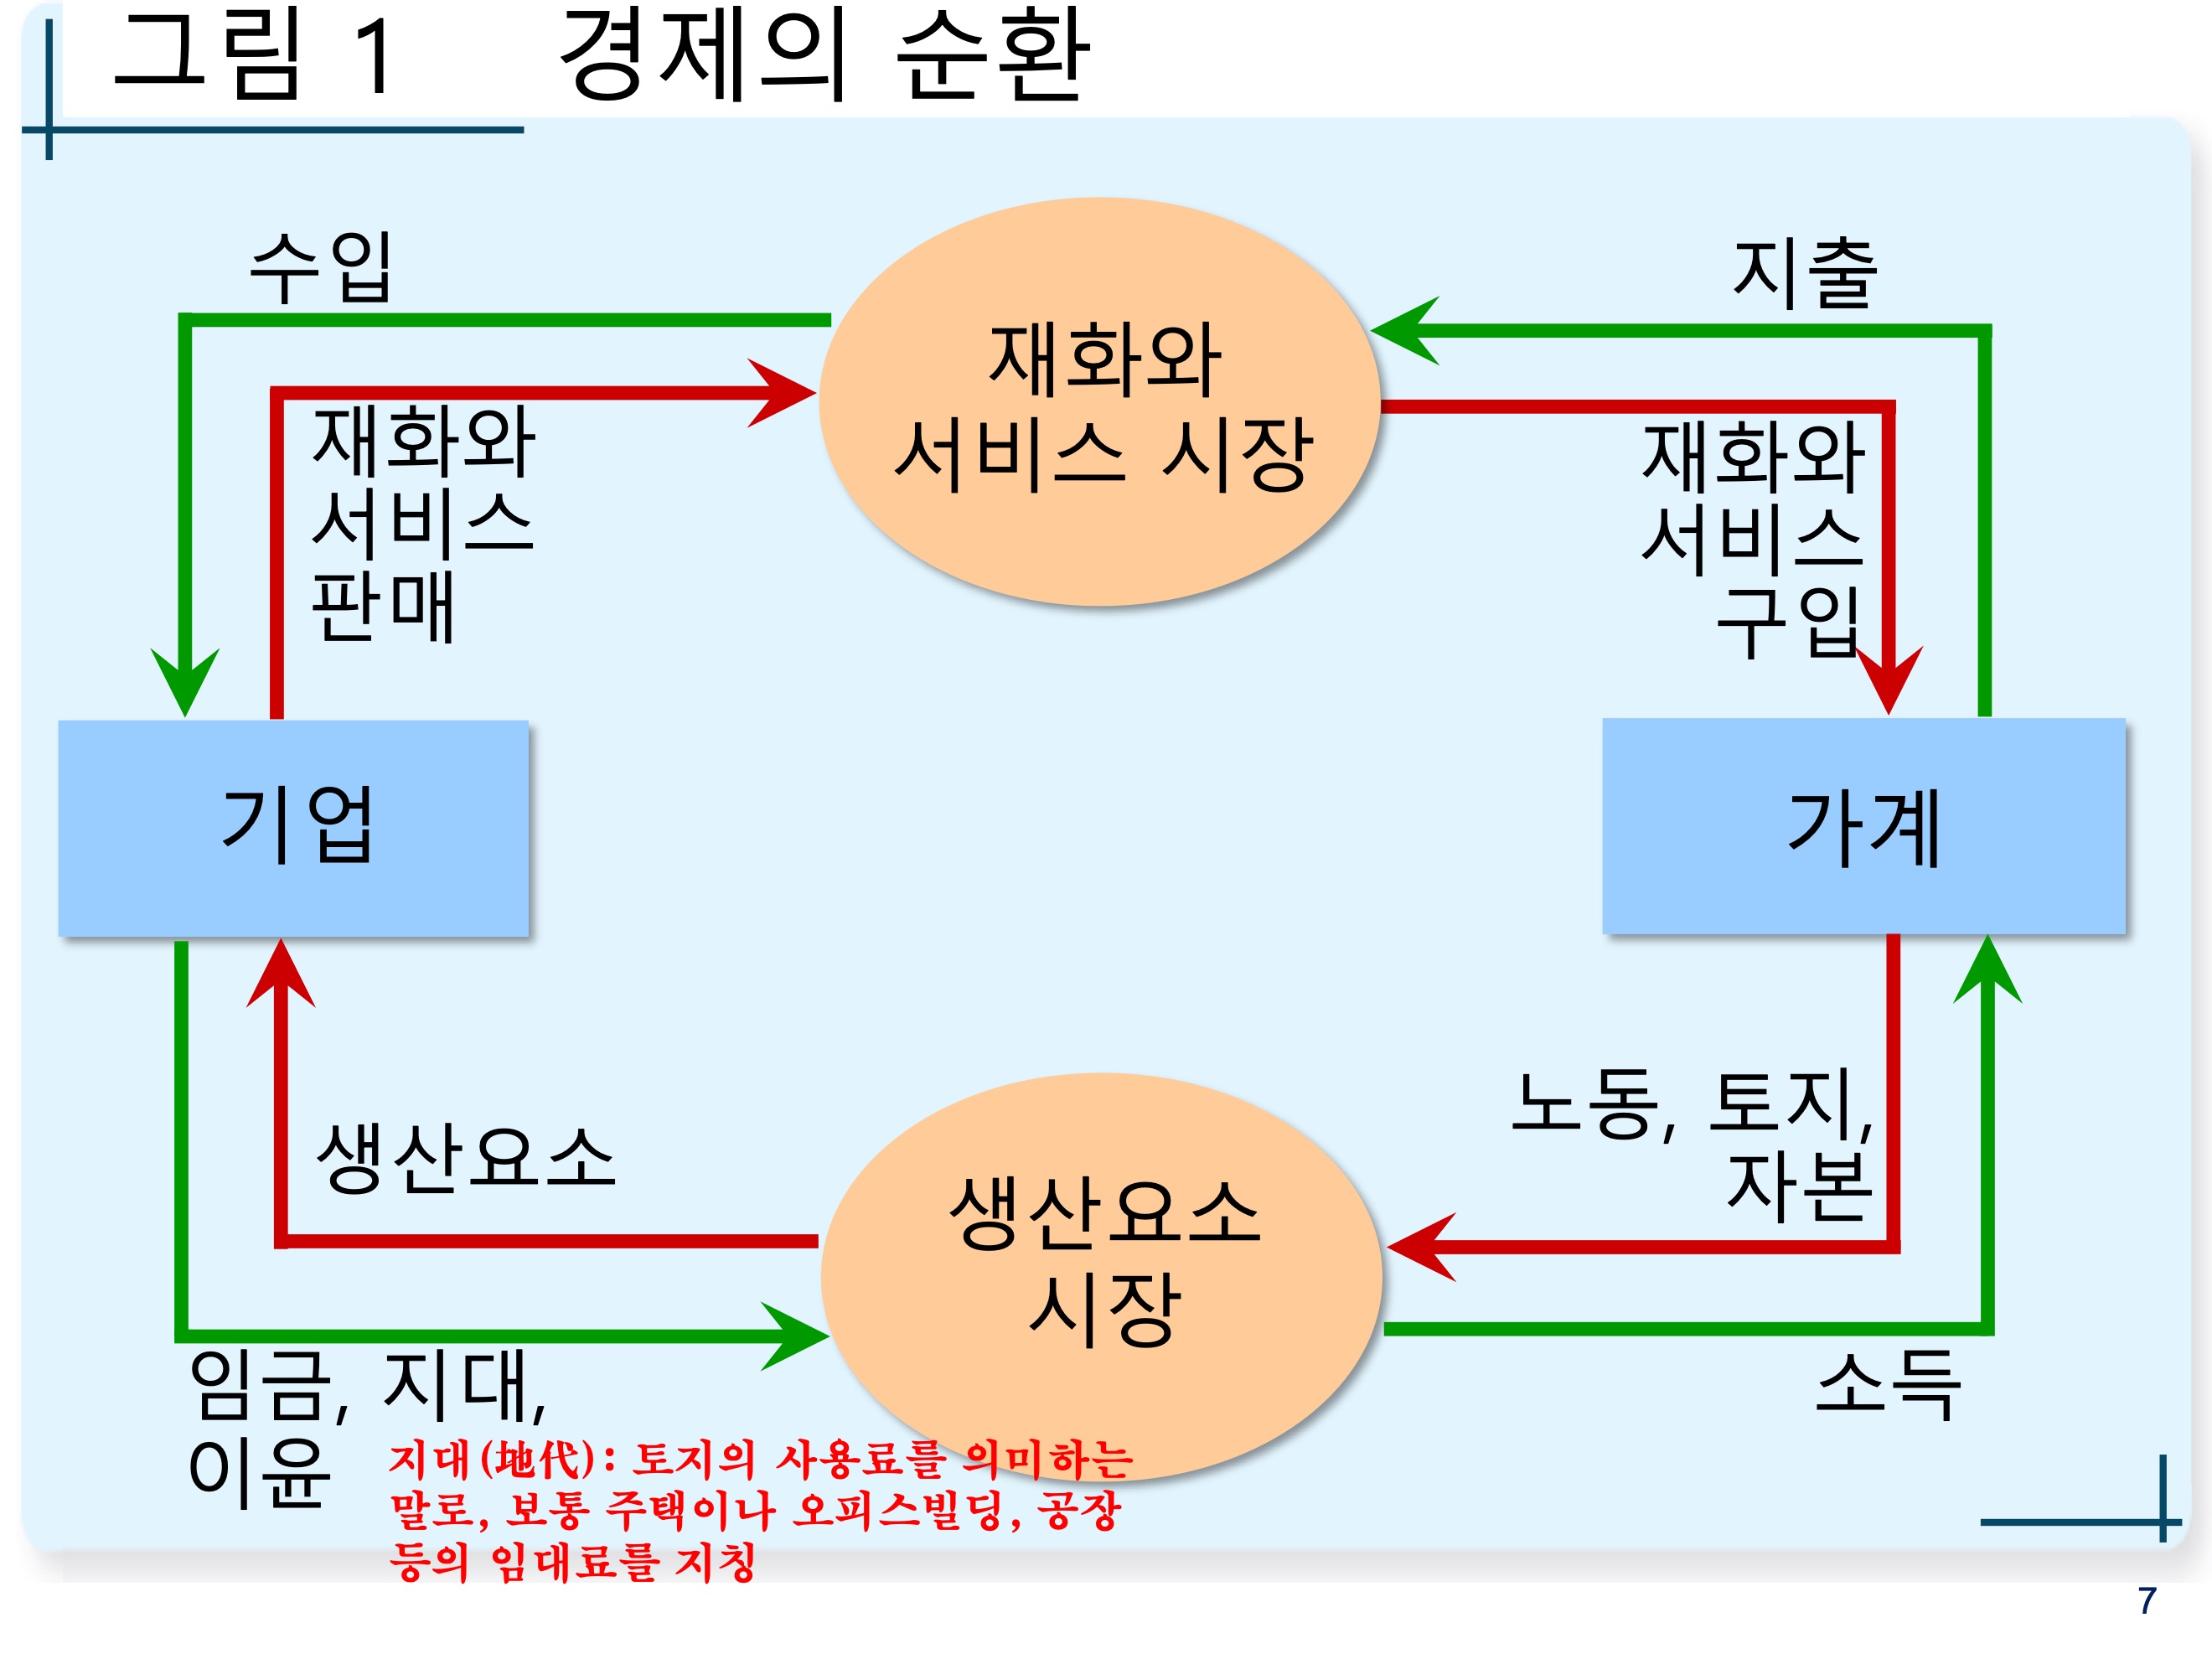 그림 1 경제의 순환
수입
지출
재화와
서비스 시장
재화와
서비스
판매
재화와
서비스
구입
기업
가계
생산요소
노동, 토지,
자본
생산요소
시장
임금, 지대,
이윤
소득
지대(地代): 토지의 사용료를 의미하는
말로, 보통 주택이나 오피스빌딩, 공장
등의 임대료를 지칭
7